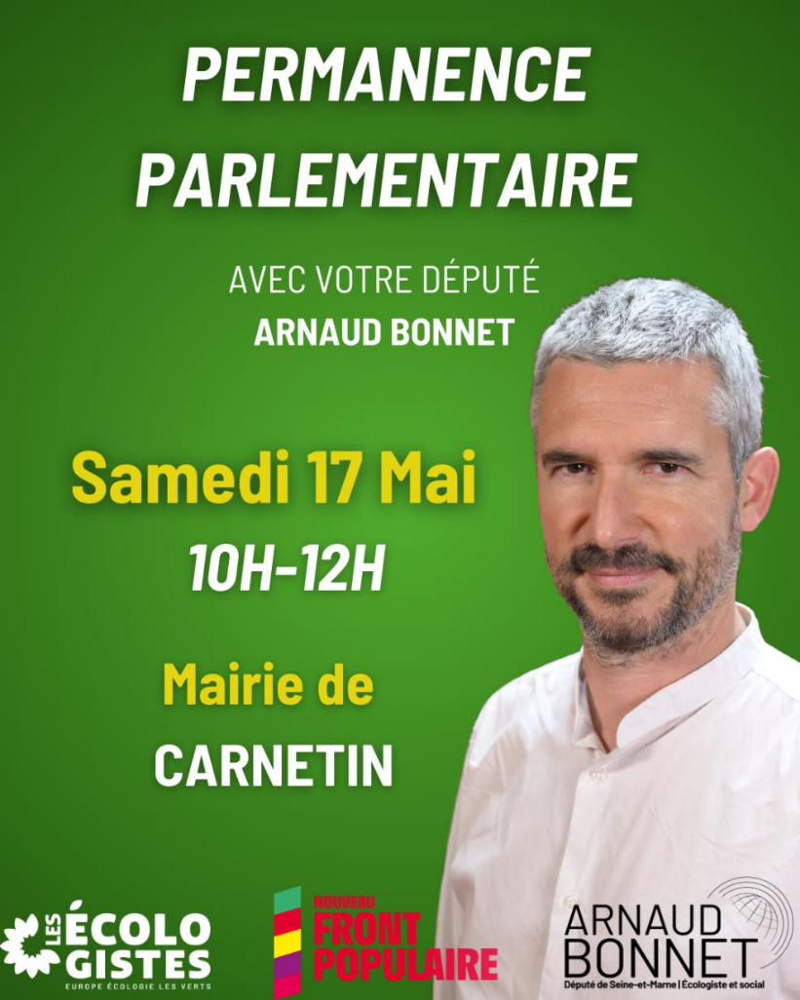 PERMANENCE
PARLEMENTAIRE
AVEC VOTRE DÉPUTÉ
ARNAUD BONNET
Samedi 17 Mai
10H-12H
Mairie de
CARNETIN
LES ÉCOLO
GISTES
EUROPE ÉCOLOGIE LES VERTS
NOUVEAU
FRONT
POPULAIRE
ARNAUD
BONNET
Député de Seine-et-Marne | Écologiste et social